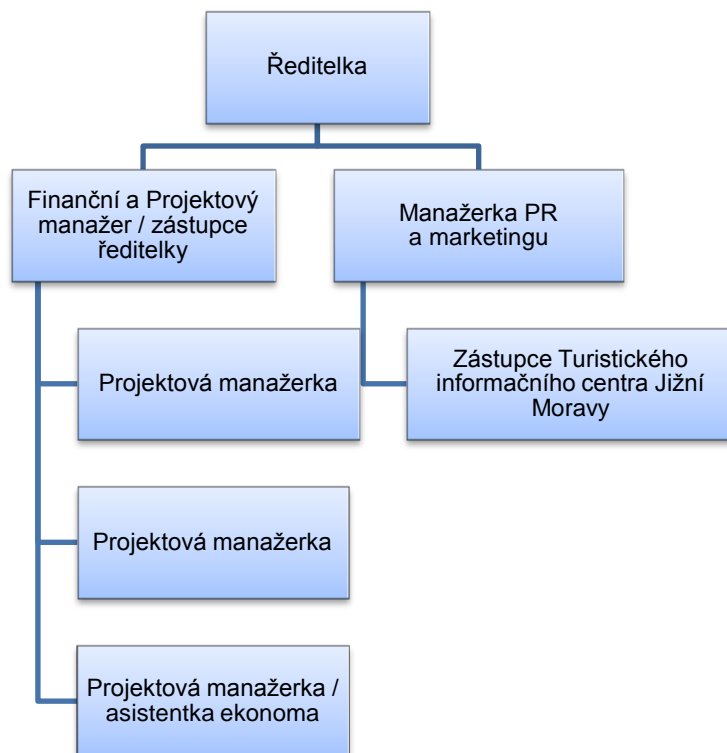 Ředitelka
Finanční a Projektový
manažer / zástupce
ředitelky
Manažerka PR
a marketingu
Projektová manažerka
Zástupce Turistického
informačního centra Jižní
Moravy
Projektová manažerka
Projektová manažerka /
asistentka ekonoma